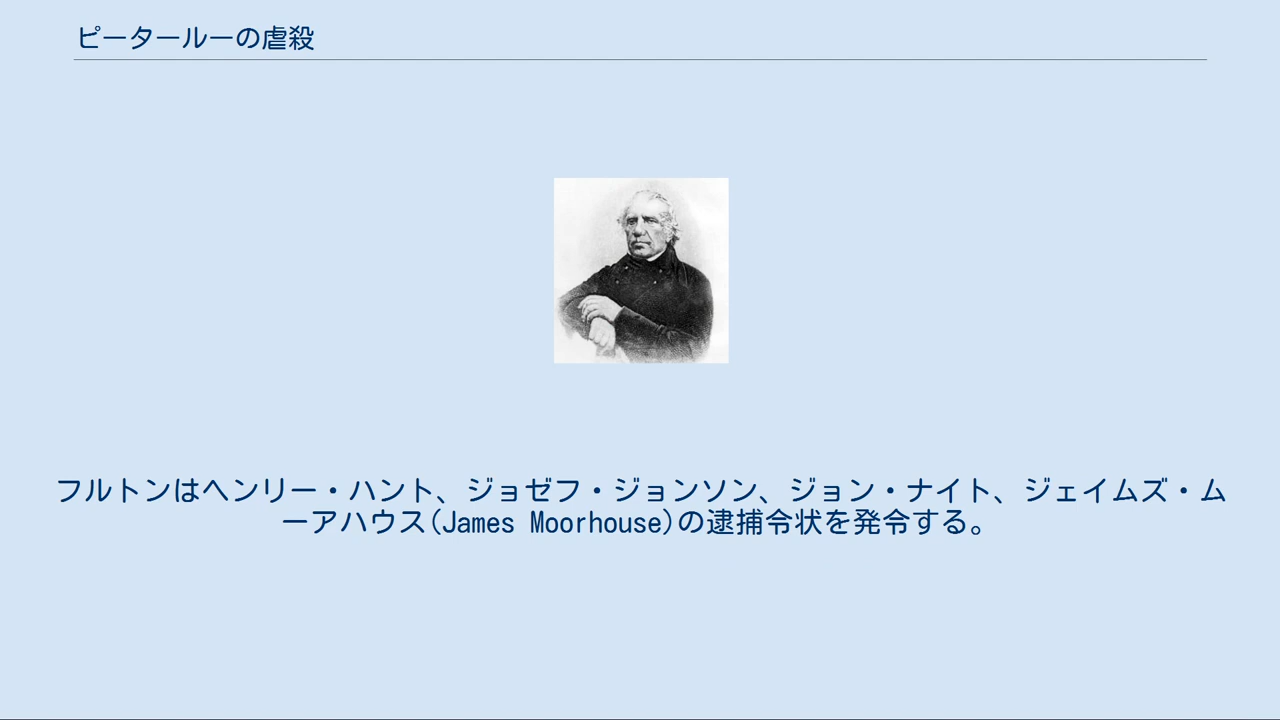 ピータールーの虐殺
フルトンはヘンリー・ハント、ジョゼフ・ジョンソン、ジョン・ナイト、ジェイムズ・ム
ーアハウス(James Moorhouse)の逮捕令状を発令する。